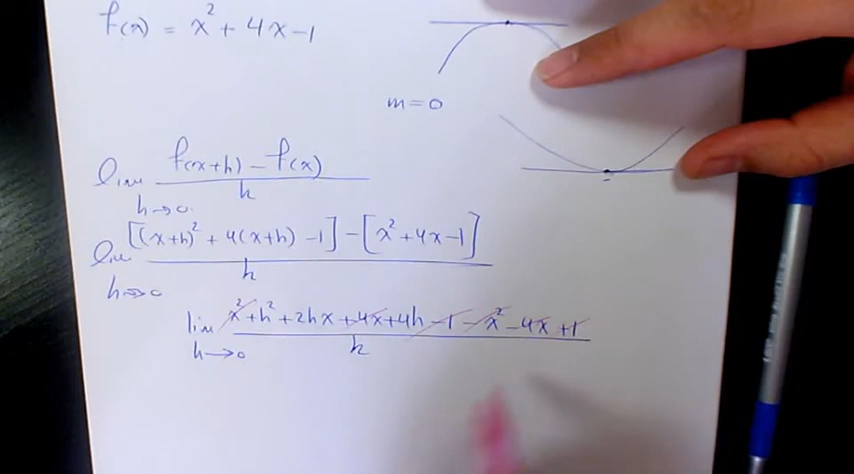 f(x) = x² + 4x - 1
m = 0
lim h→0 f(x+h) - f(x) / h
lim h→0 [(x+h)² + 4(x+h) - 1] - [x² + 4x - 1] / h
lim h→0 x² + h² + 2hx + 4x + 4h - 1 - x² - 4x + 1 / h